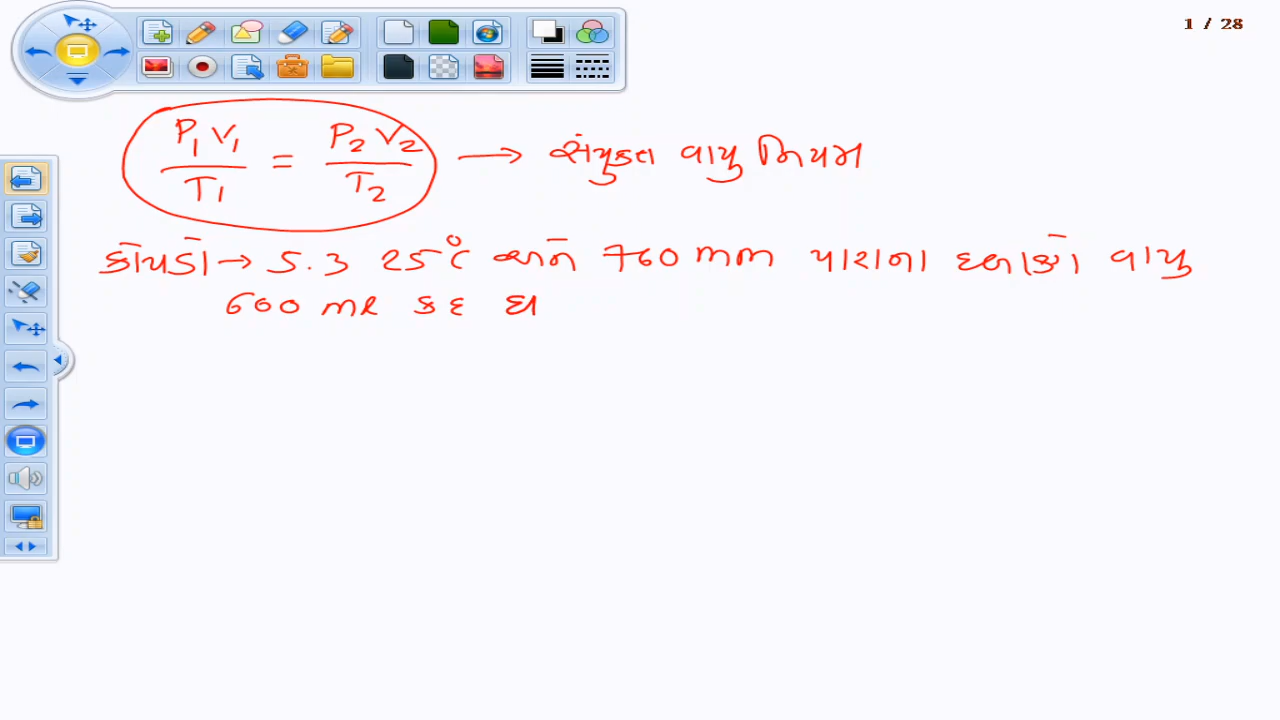 1 / 28
P₁V₁/T₁ = P₂V₂/T₂ → સંયુક્ત વાયુ નિયમ
કોયડો → 5.3 25°C અને 760 mm પારાના દબાણે વાયુ
600 ml કદ ધ